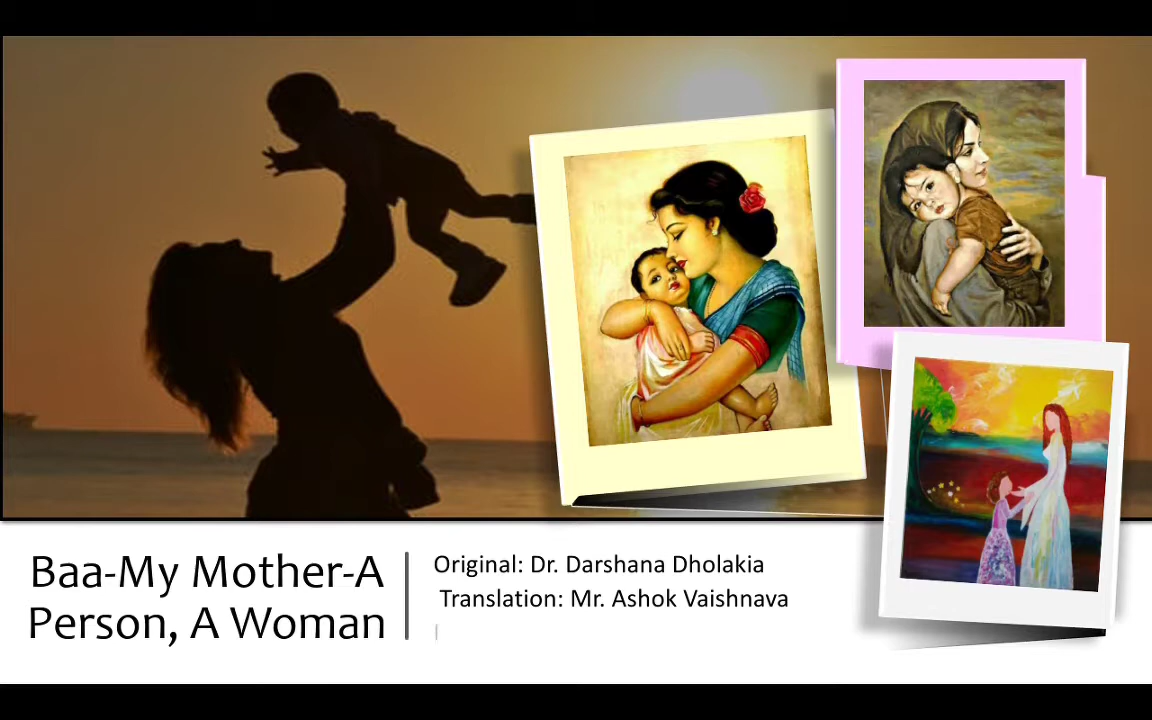 Baa-My Mother-A
Person, A Woman
Original: Dr. Darshana Dholakia
Translation: Mr. Ashok Vaishnava